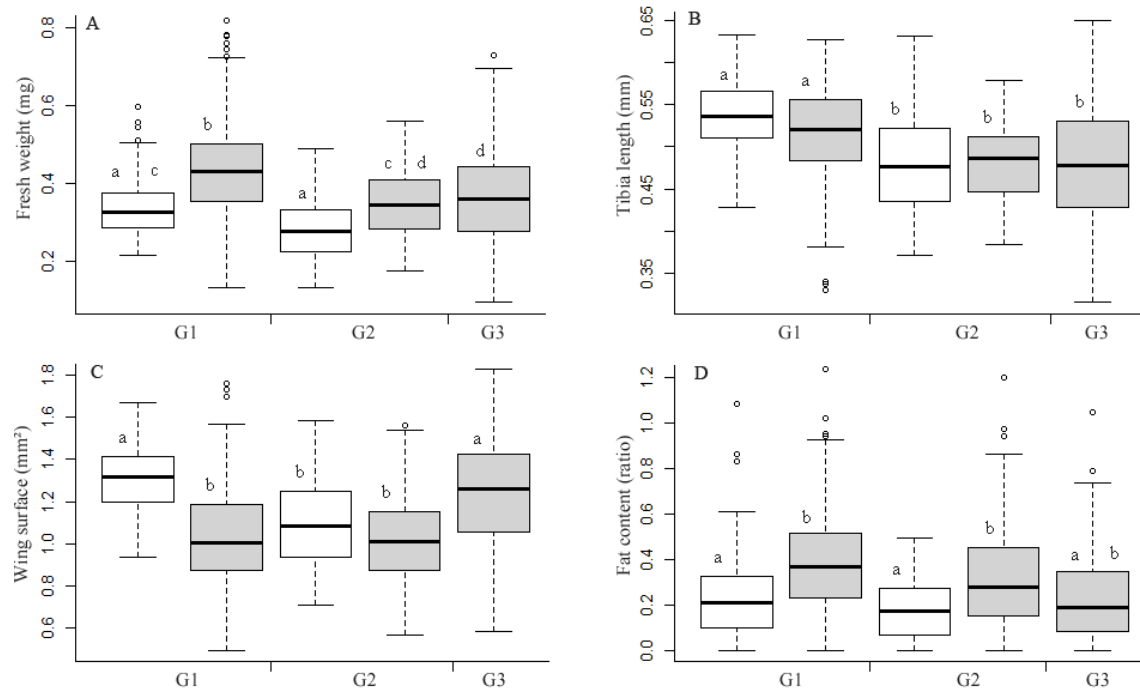 A
Fresh weight (mg)
0.8
0.6
0.4
0.2
a c
b
a
c d
d
G1 G2 G3
B
Tibia length (mm)
0.65
0.55
0.45
0.35
a
a
b
b
b
G1 G2 G3
C
Wing surface (mm²)
1.8
1.6
1.4
1.2
1.0
0.8
0.6
a
b
b
b
a
G1 G2 G3
D
Fat content (ratio)
1.2
1.0
0.8
0.6
0.4
0.2
0.0
a
b
a
b
a b
G1 G2 G3